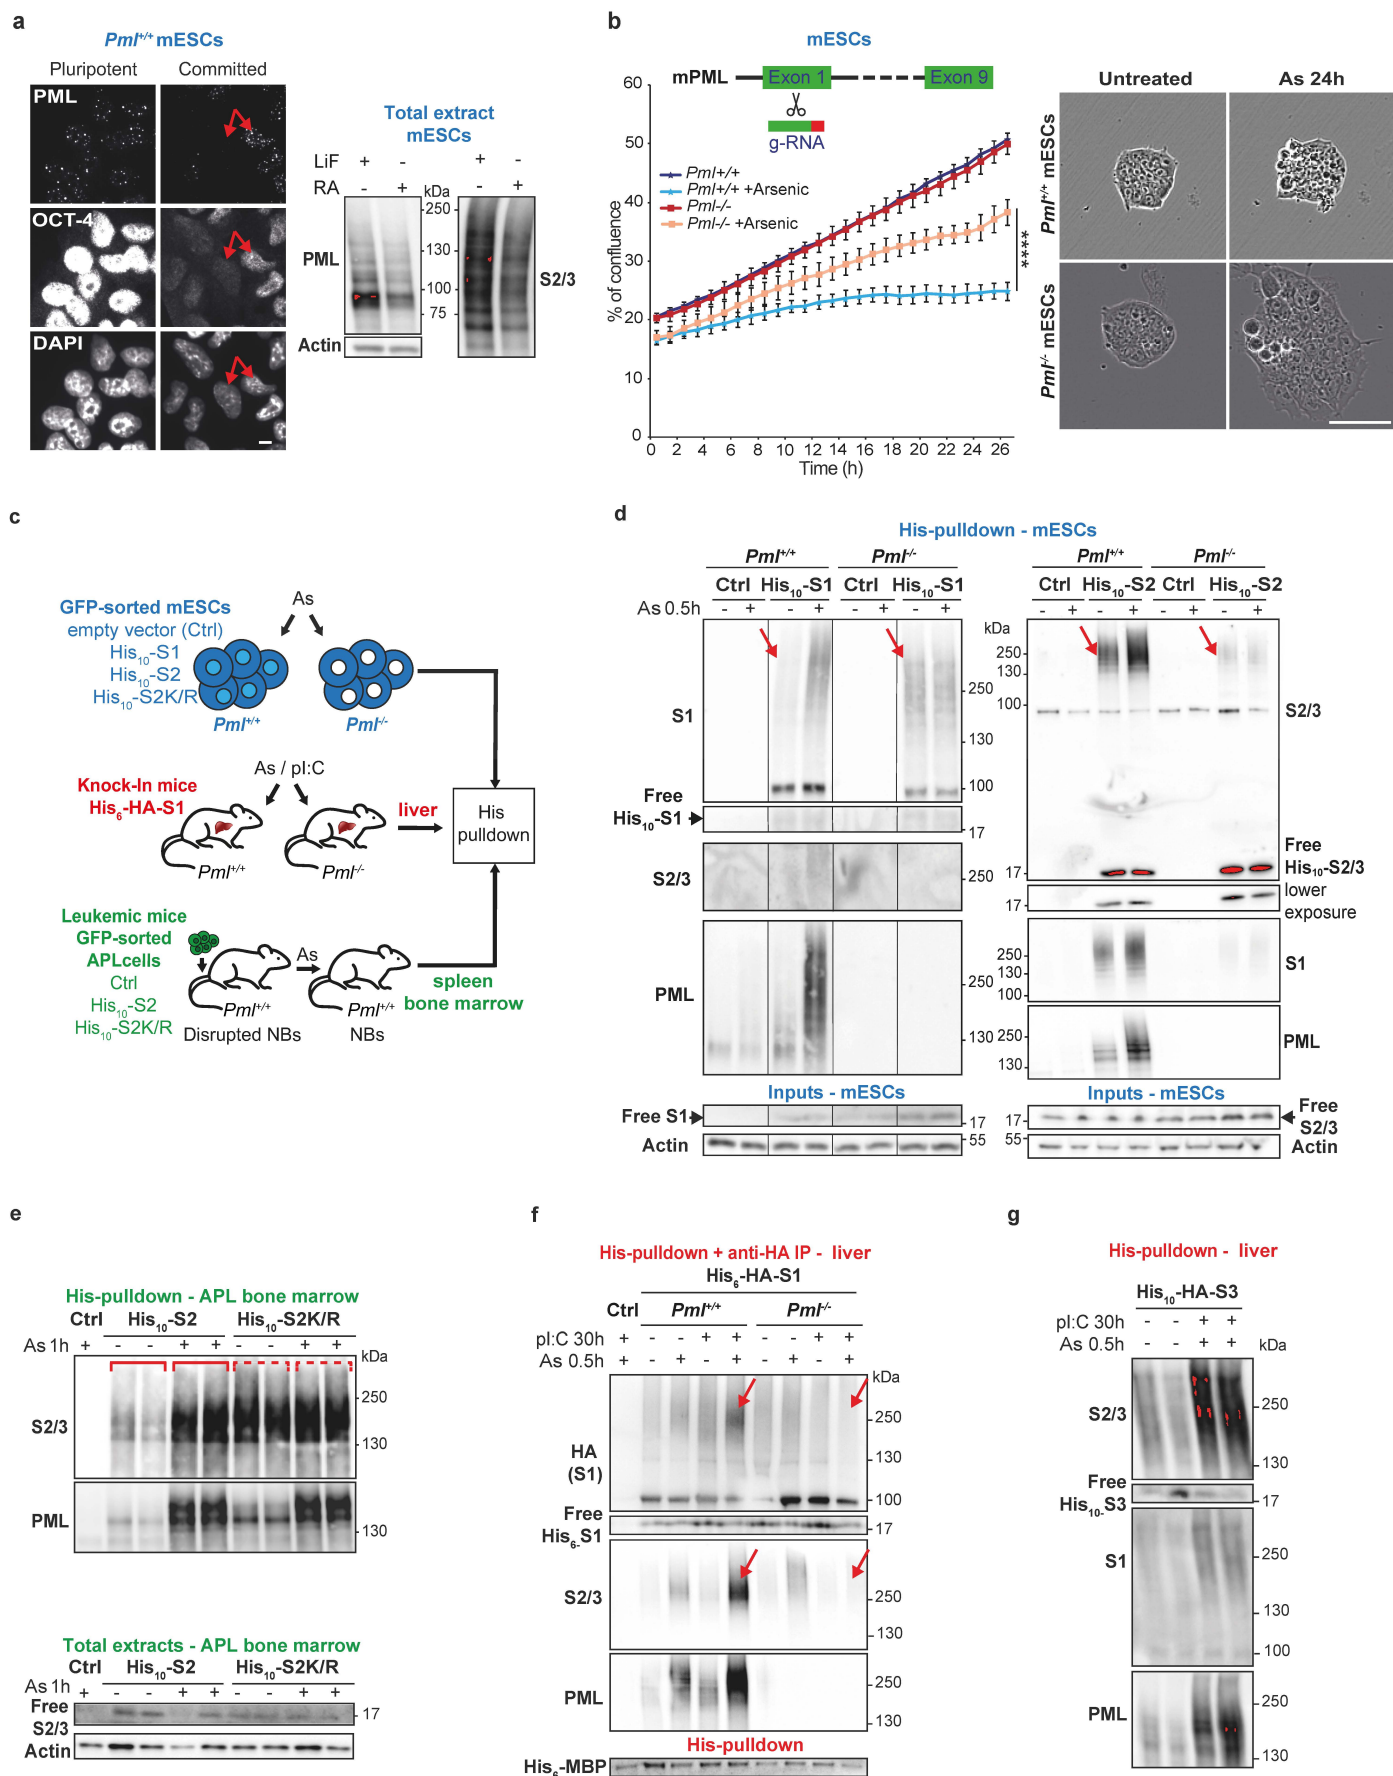 a
Pml+/+ mESCs
Pluripotent Committed
PML
OCT-4
DAPI
Total extract
mESCs
LiF + - + -
RA - + - +
kDa
250
130
100
75
PML
S2/3
Actin
b
mESCs
mPML Exon 1 Exon 9
g-RNA
Pml+/+
Pml+/+ +Arsenic
Pml-/-
Pml-/- +Arsenic
****
% of confluence
60
50
40
30
20
10
0
0 2 4 6 8 10 12 14 16 18 20 22 24 26
Time (h)
Untreated As 24h
Pml+/+ mESCs
Pml-/- mESCs
c
GFP-sorted mESCs
empty vector (Ctrl)
His10-S1
His10-S2
His10-S2K/R
As
Pml+/+ Pml-/-
Knock-In mice
His6-HA-S1
As / pI:C
Pml+/+ Pml-/-
liver
His
pulldown
Leukemic mice
GFP-sorted
APLcells
Ctrl
His10-S2
His10-S2K/R
As
Pml+/+ Pml+/+
Disrupted NBs NBs
spleen
bone marrow
d
His-pulldown - mESCs
Pml+/+ Pml-/- Pml+/+ Pml-/-
Ctrl His10-S1 Ctrl His10-S1 Ctrl His10-S2 Ctrl His10-S2
As 0.5h - + - + - + - + - + - + - + - +
S1
250
130
100
Free
His10-S1
17
S2/3
250
PML
250
130
Inputs - mESCs
Free S1
17
Actin
55
kDa
250
130
100
S2/3
17
Free
His10-S2/3
17
lower
exposure
250
130
100
S1
250
130
PML
Inputs - mESCs
17
Free
S2/3
55
Actin
e
His-pulldown - APL bone marrow
Ctrl His10-S2 His10-S2K/R
As 1h + - - + + - - + +
kDa
250
130
S2/3
PML
130
Total extracts - APL bone marrow
Ctrl His10-S2 His10-S2K/R
As 1h + - - + + - - + +
Free
S2/3
17
Actin
f
His-pulldown + anti-HA IP - liver
His6-HA-S1
Ctrl Pml+/+ Pml-/-
pI:C 30h + - - + + - - + +
As 0.5h + - + - + - + - +
kDa
250
130
100
HA
(S1)
Free
His6-S1
17
S2/3
250
130
PML
250
130
His-pulldown
His6-MBP
g
His-pulldown - liver
His10-HA-S3
pI:C 30h - - + +
As 0.5h - - + +
kDa
S2/3
250
130
Free
His10-S3
17
S1
250
130
100
PML
250
130